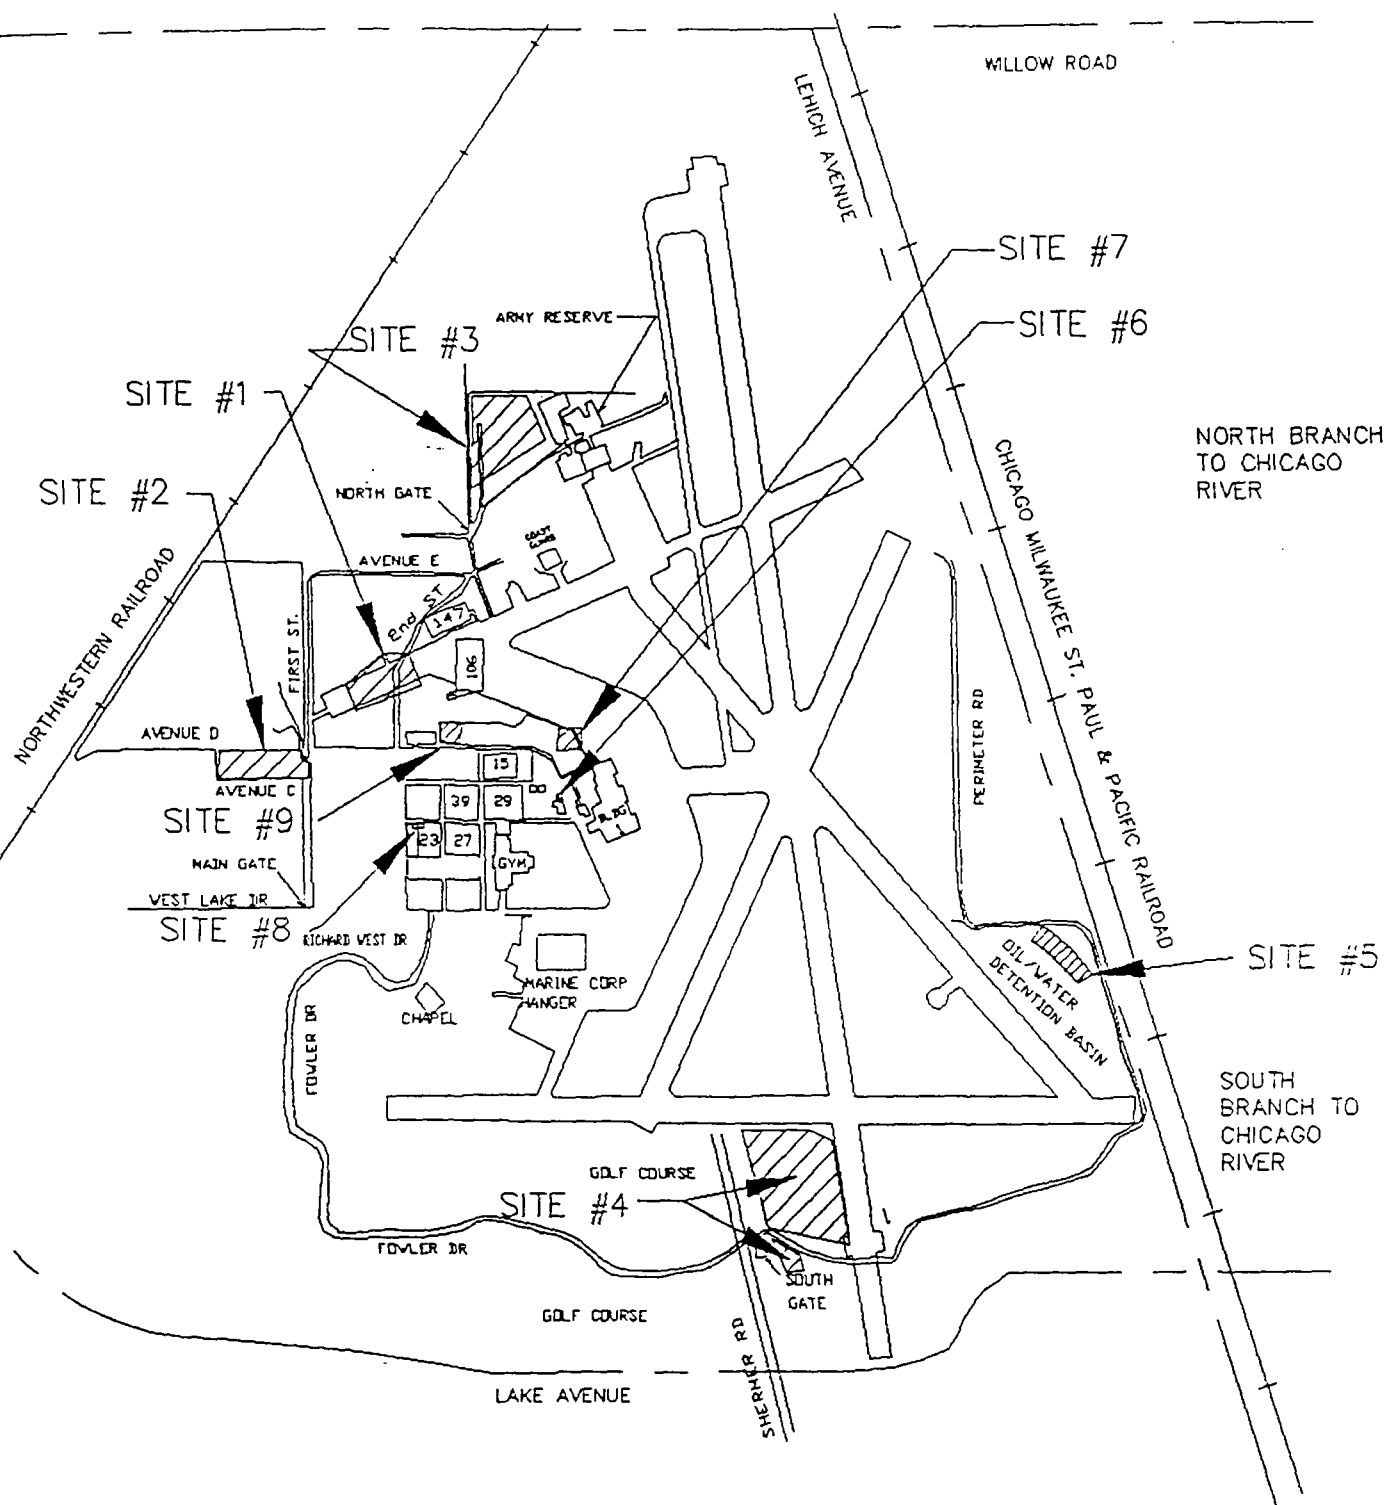 WILLOW ROAD
LEHICH AVENUE
SITE #7
ARMY RESERVE
SITE #6
SITE #3
SITE #1
NORTH BRANCH
TO CHICAGO
RIVER
CHICAGO MILWAUKEE ST. PAUL & PACIFIC RAILROAD
SITE #2
NORTH GATE
COAST
GUARD
AVENUE E
NORTHWESTERN RAILROAD
2nd ST
147
FIRST ST.
106
PERIMETER RD
AVENUE D
15
AVENUE C
39
29
SITE #9
BLDG
1
23
27
MAIN GATE
GYM
WEST LAKE DR
SITE #8
RICHARD WEST DR
OIL/WATER
DETENTION BASIN
SITE #5
MARINE CORP
HANGER
CHAPEL
FOWLER DR
SOUTH
BRANCH TO
CHICAGO
RIVER
GOLF COURSE
SITE #4
FOWLER DR
SOUTH
GATE
GOLF COURSE
SHERMER RD
LAKE AVENUE